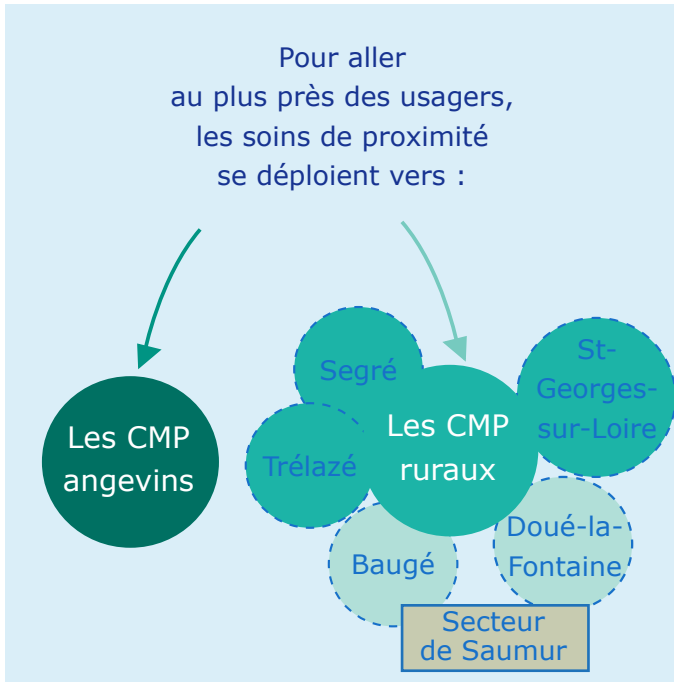 Pour aller
au plus près des usagers,
les soins de proximité
se déploient vers :
Les CMP
angevins
Les CMP
ruraux
Segré
Trélazé
St-
Georges-
sur-Loire
Baugé
Doué-la-
Fontaine
Secteur
de Saumur